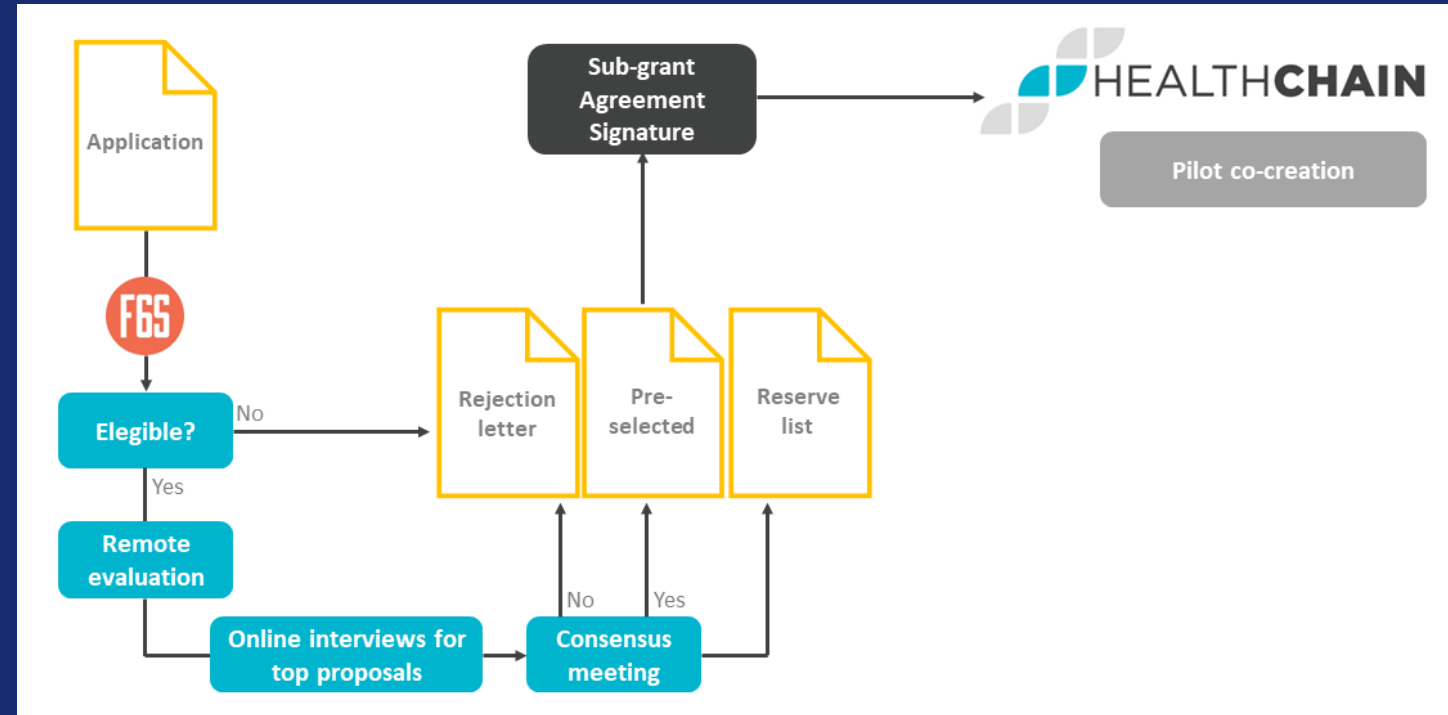 Application
F6S
Elegible?
No
Yes
Remote
evaluation
Online interviews for
top proposals
Consensus
meeting
No
Yes
Rejection
letter
Pre-
selected
Reserve
list
Sub-grant
Agreement
Signature
HEALTHCHAIN
Pilot co-creation